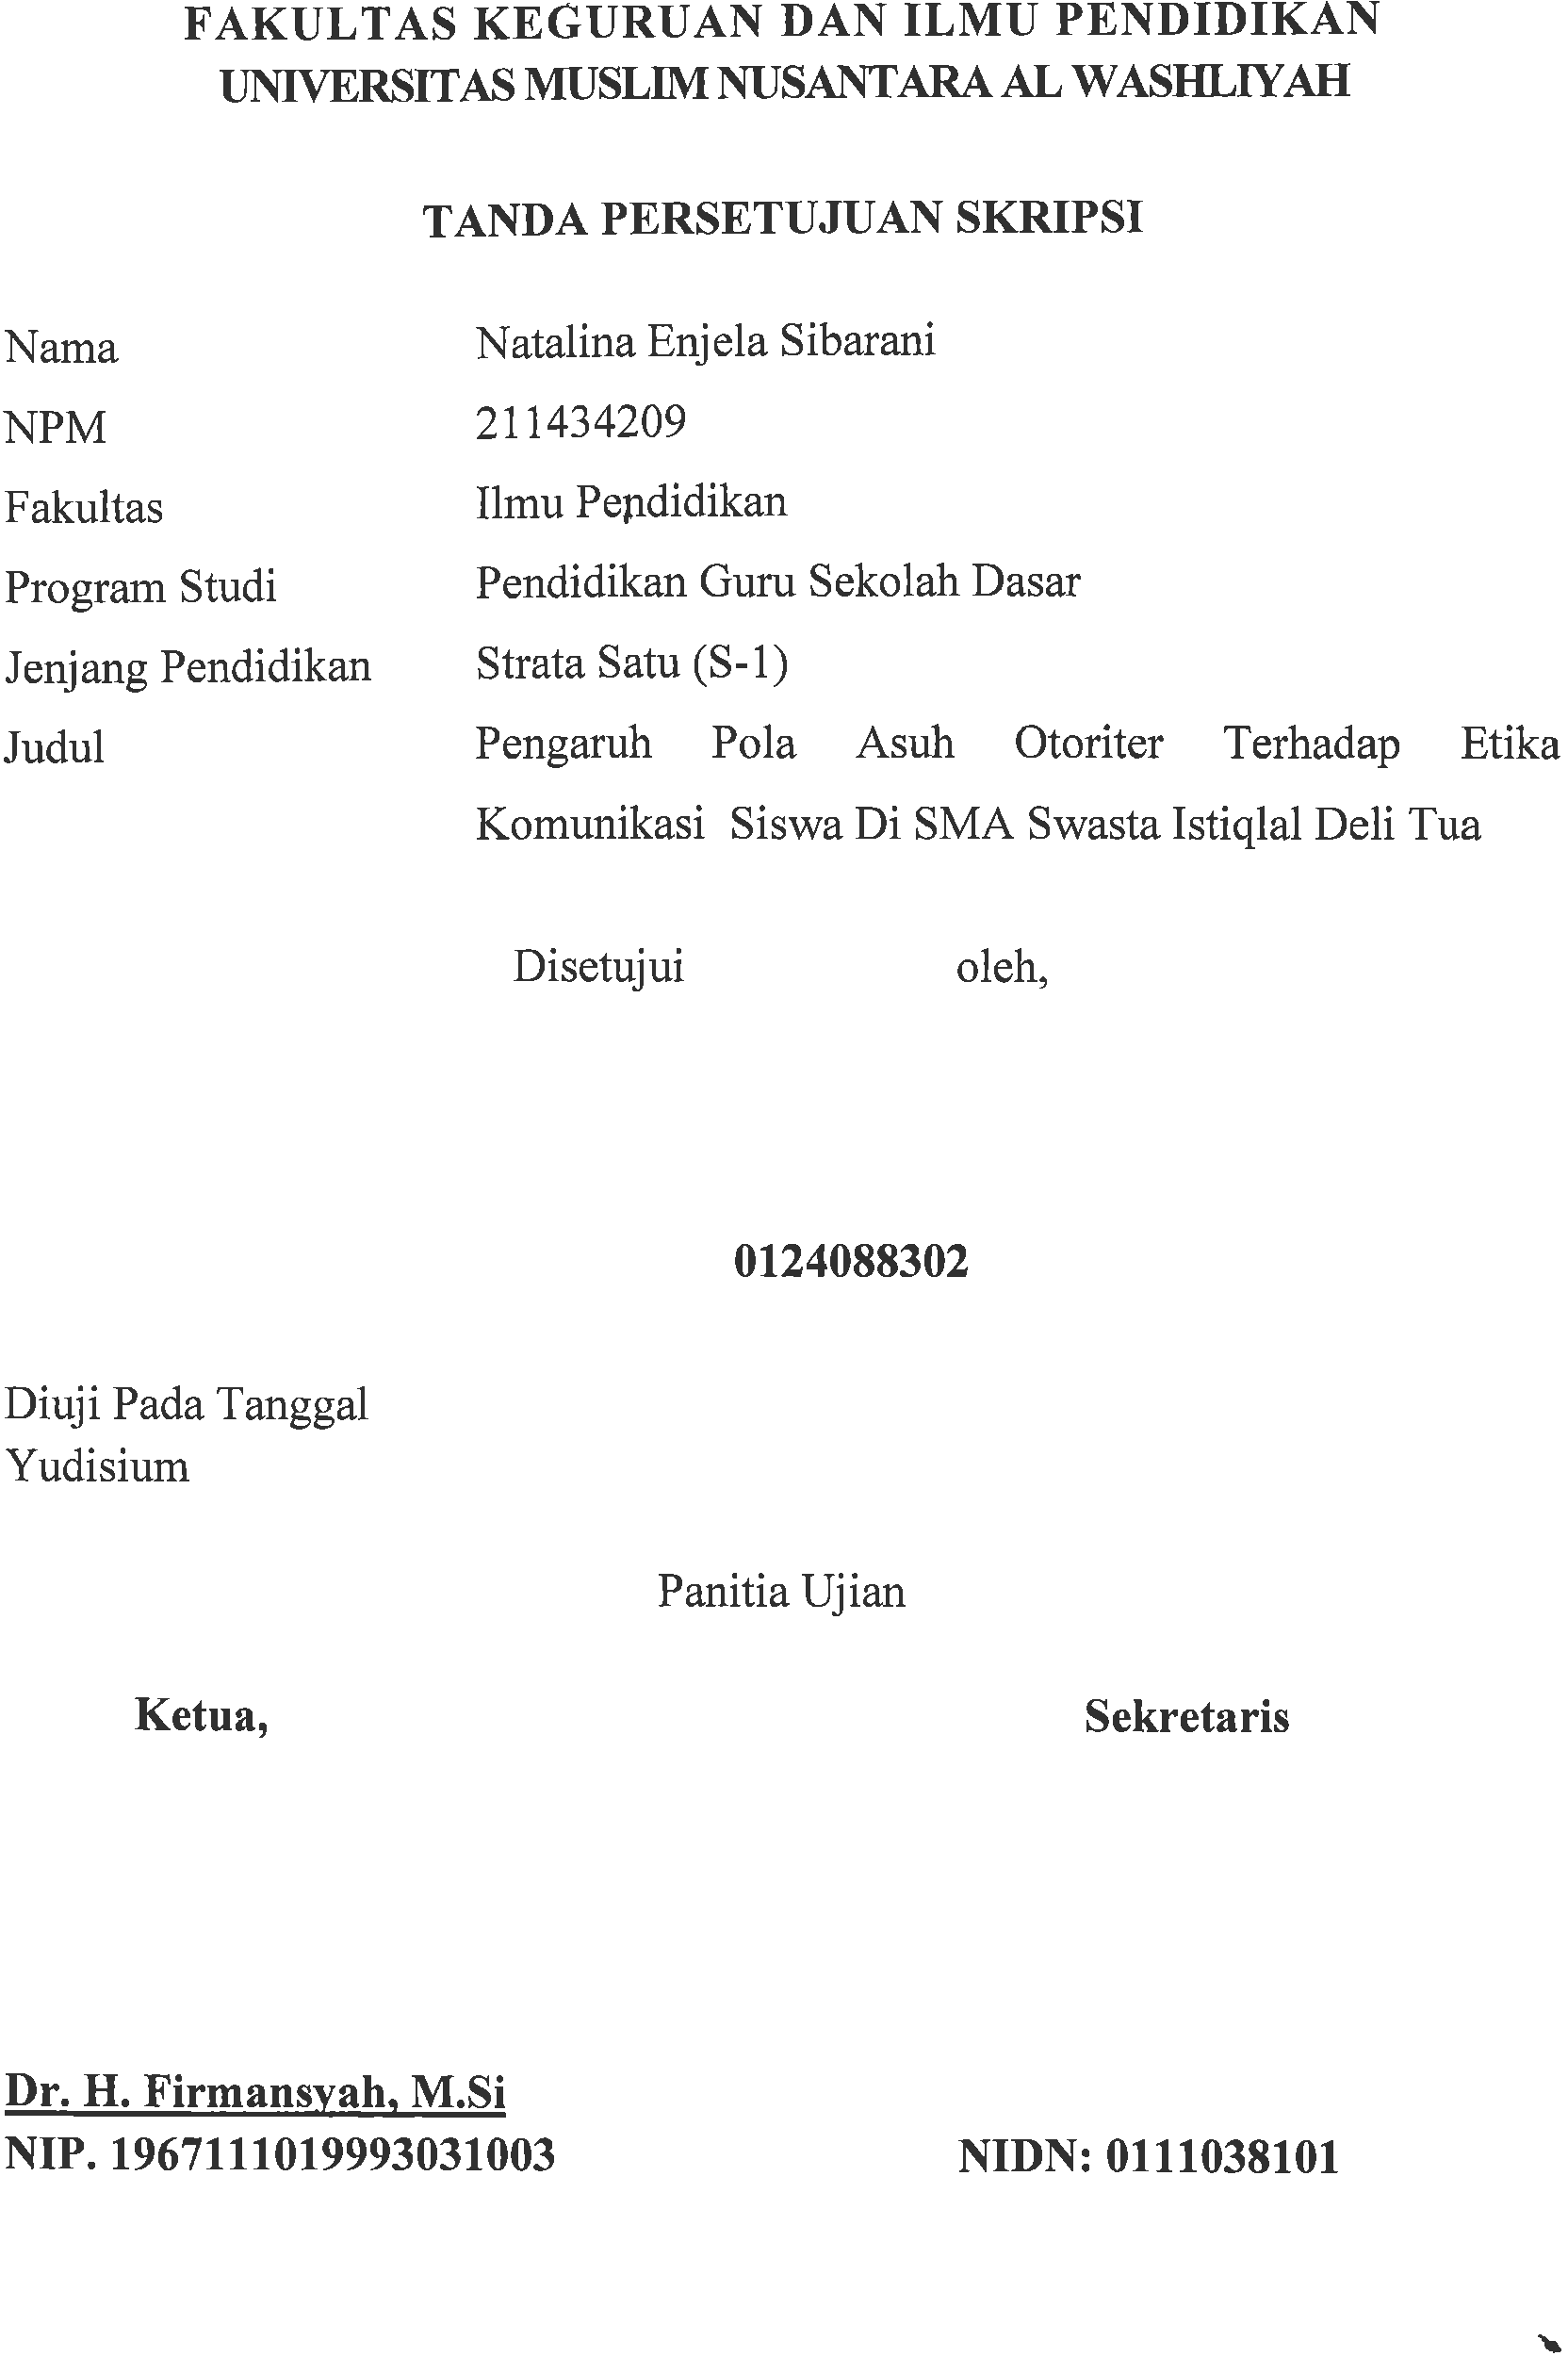 FAKULTAS KEGURUAN DAN ILMU PENDIDIKAN
UNIVERSITAS MUSLIM NUSANTARA AL WASHLIYAH
TANDA PERSETUJUAN SKRIPSI
Nama Natalina Enjela Sibarani
NPM 211434209
Fakultas Ilmu Pendidikan
Program Studi Pendidikan Guru Sekolah Dasar
Jenjang Pendidikan Strata Satu (S-1)
Judul Pengaruh Pola Asuh Otoriter Terhadap Etika
Komunikasi Siswa Di SMA Swasta Istiqlal Deli Tua
Disetujui oleh,
0124088302
Diuji Pada Tanggal
Yudisium
Panitia Ujian
Ketua, Sekretaris
Dr. H. Firmansyah, M.Si
NIP. 1967111019993031003 NIDN: 0111038101